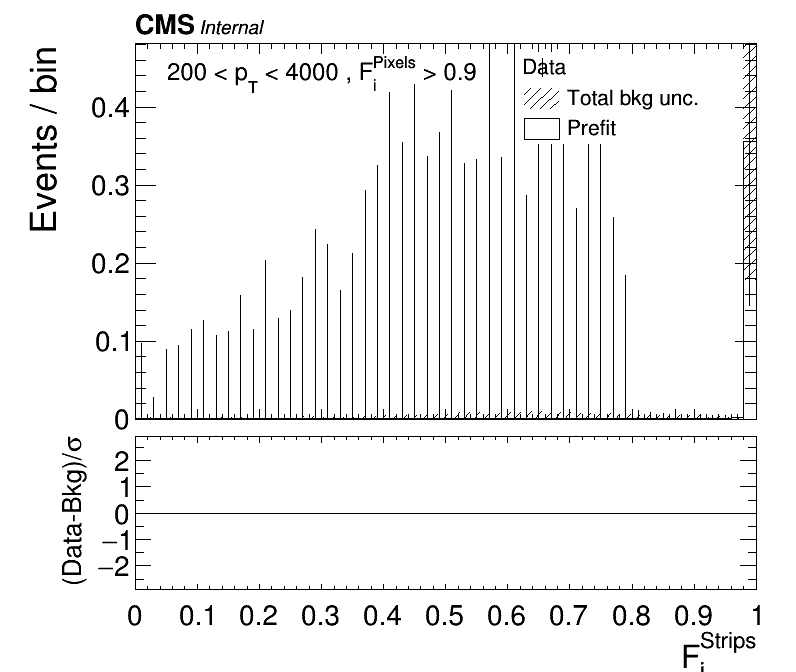 CMS Internal
200 < p_T < 4000 , F_i^Pixels > 0.9
Data
Total bkg unc.
Prefit
Events / bin
0.4
0.3
0.2
0.1
0
(Data-Bkg)/σ
2
1
0
−1
−2
0 0.1 0.2 0.3 0.4 0.5 0.6 0.7 0.8 0.9 1
F_i^Strips